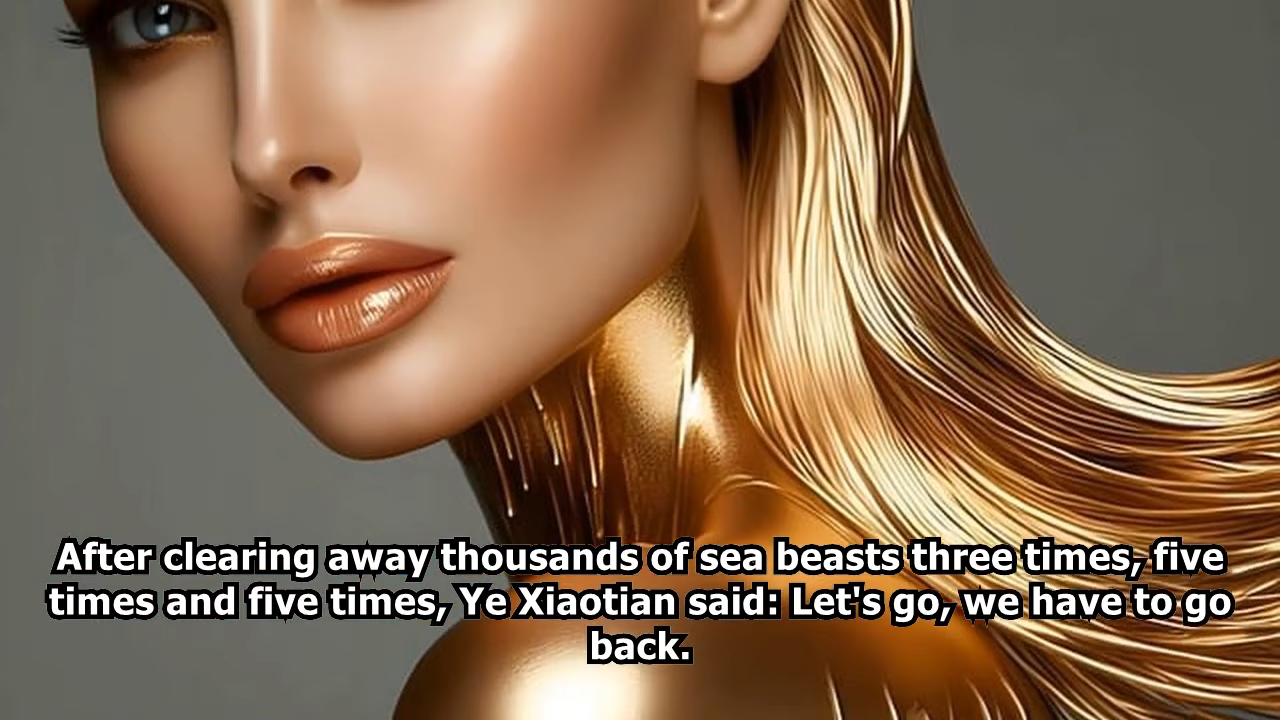 After clearing away thousands of sea beasts three times, five
times and five times, Ye Xiaotian said: Let's go, we have to go
back.